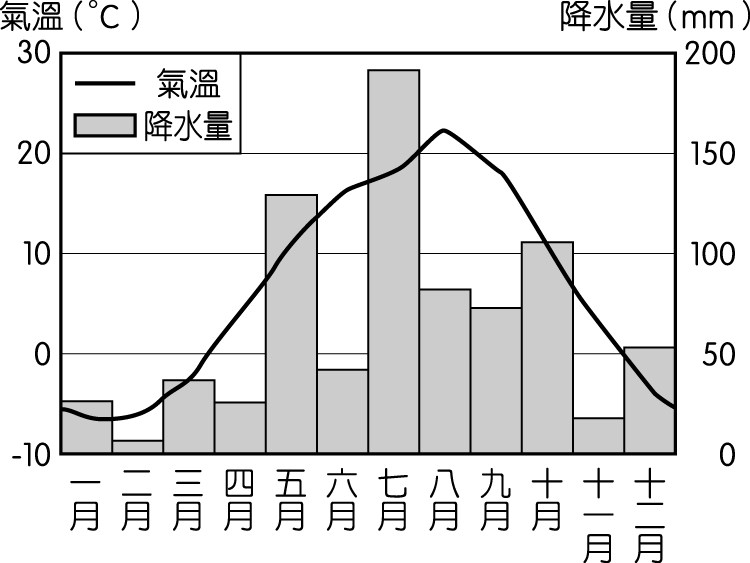 氣溫(℃) 降水量(mm)
30 200
氣溫
降水量
20 150
10 100
0 50
-10 0
一月 二月 三月 四月 五月 六月 七月 八月 九月 十月 十一月 十二月